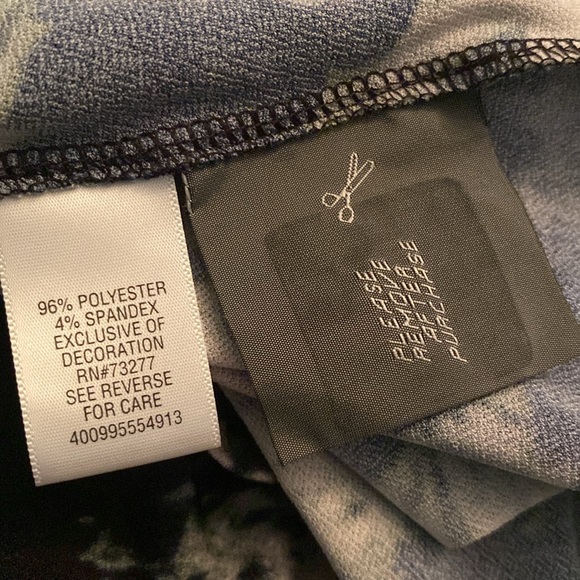 96% POLYESTER
4% SPANDEX
EXCLUSIVE OF
DECORATION
RN#73277
SEE REVERSE
FOR CARE
400995554913
PLEASE
REMOVE
AFTER
PURCHASE